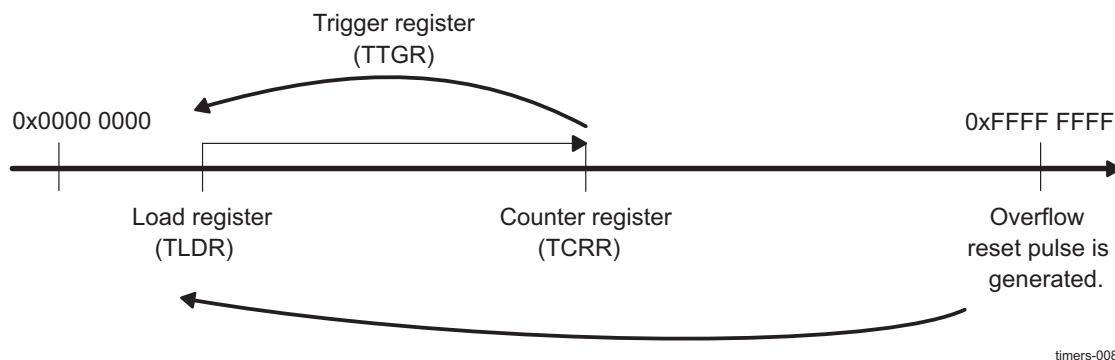 Trigger register
(TTGR)
0x0000 0000
0xFFFF FFFF
Load register
(TLDR)
Counter register
(TCRR)
Overflow
reset pulse is
generated.
timers-008